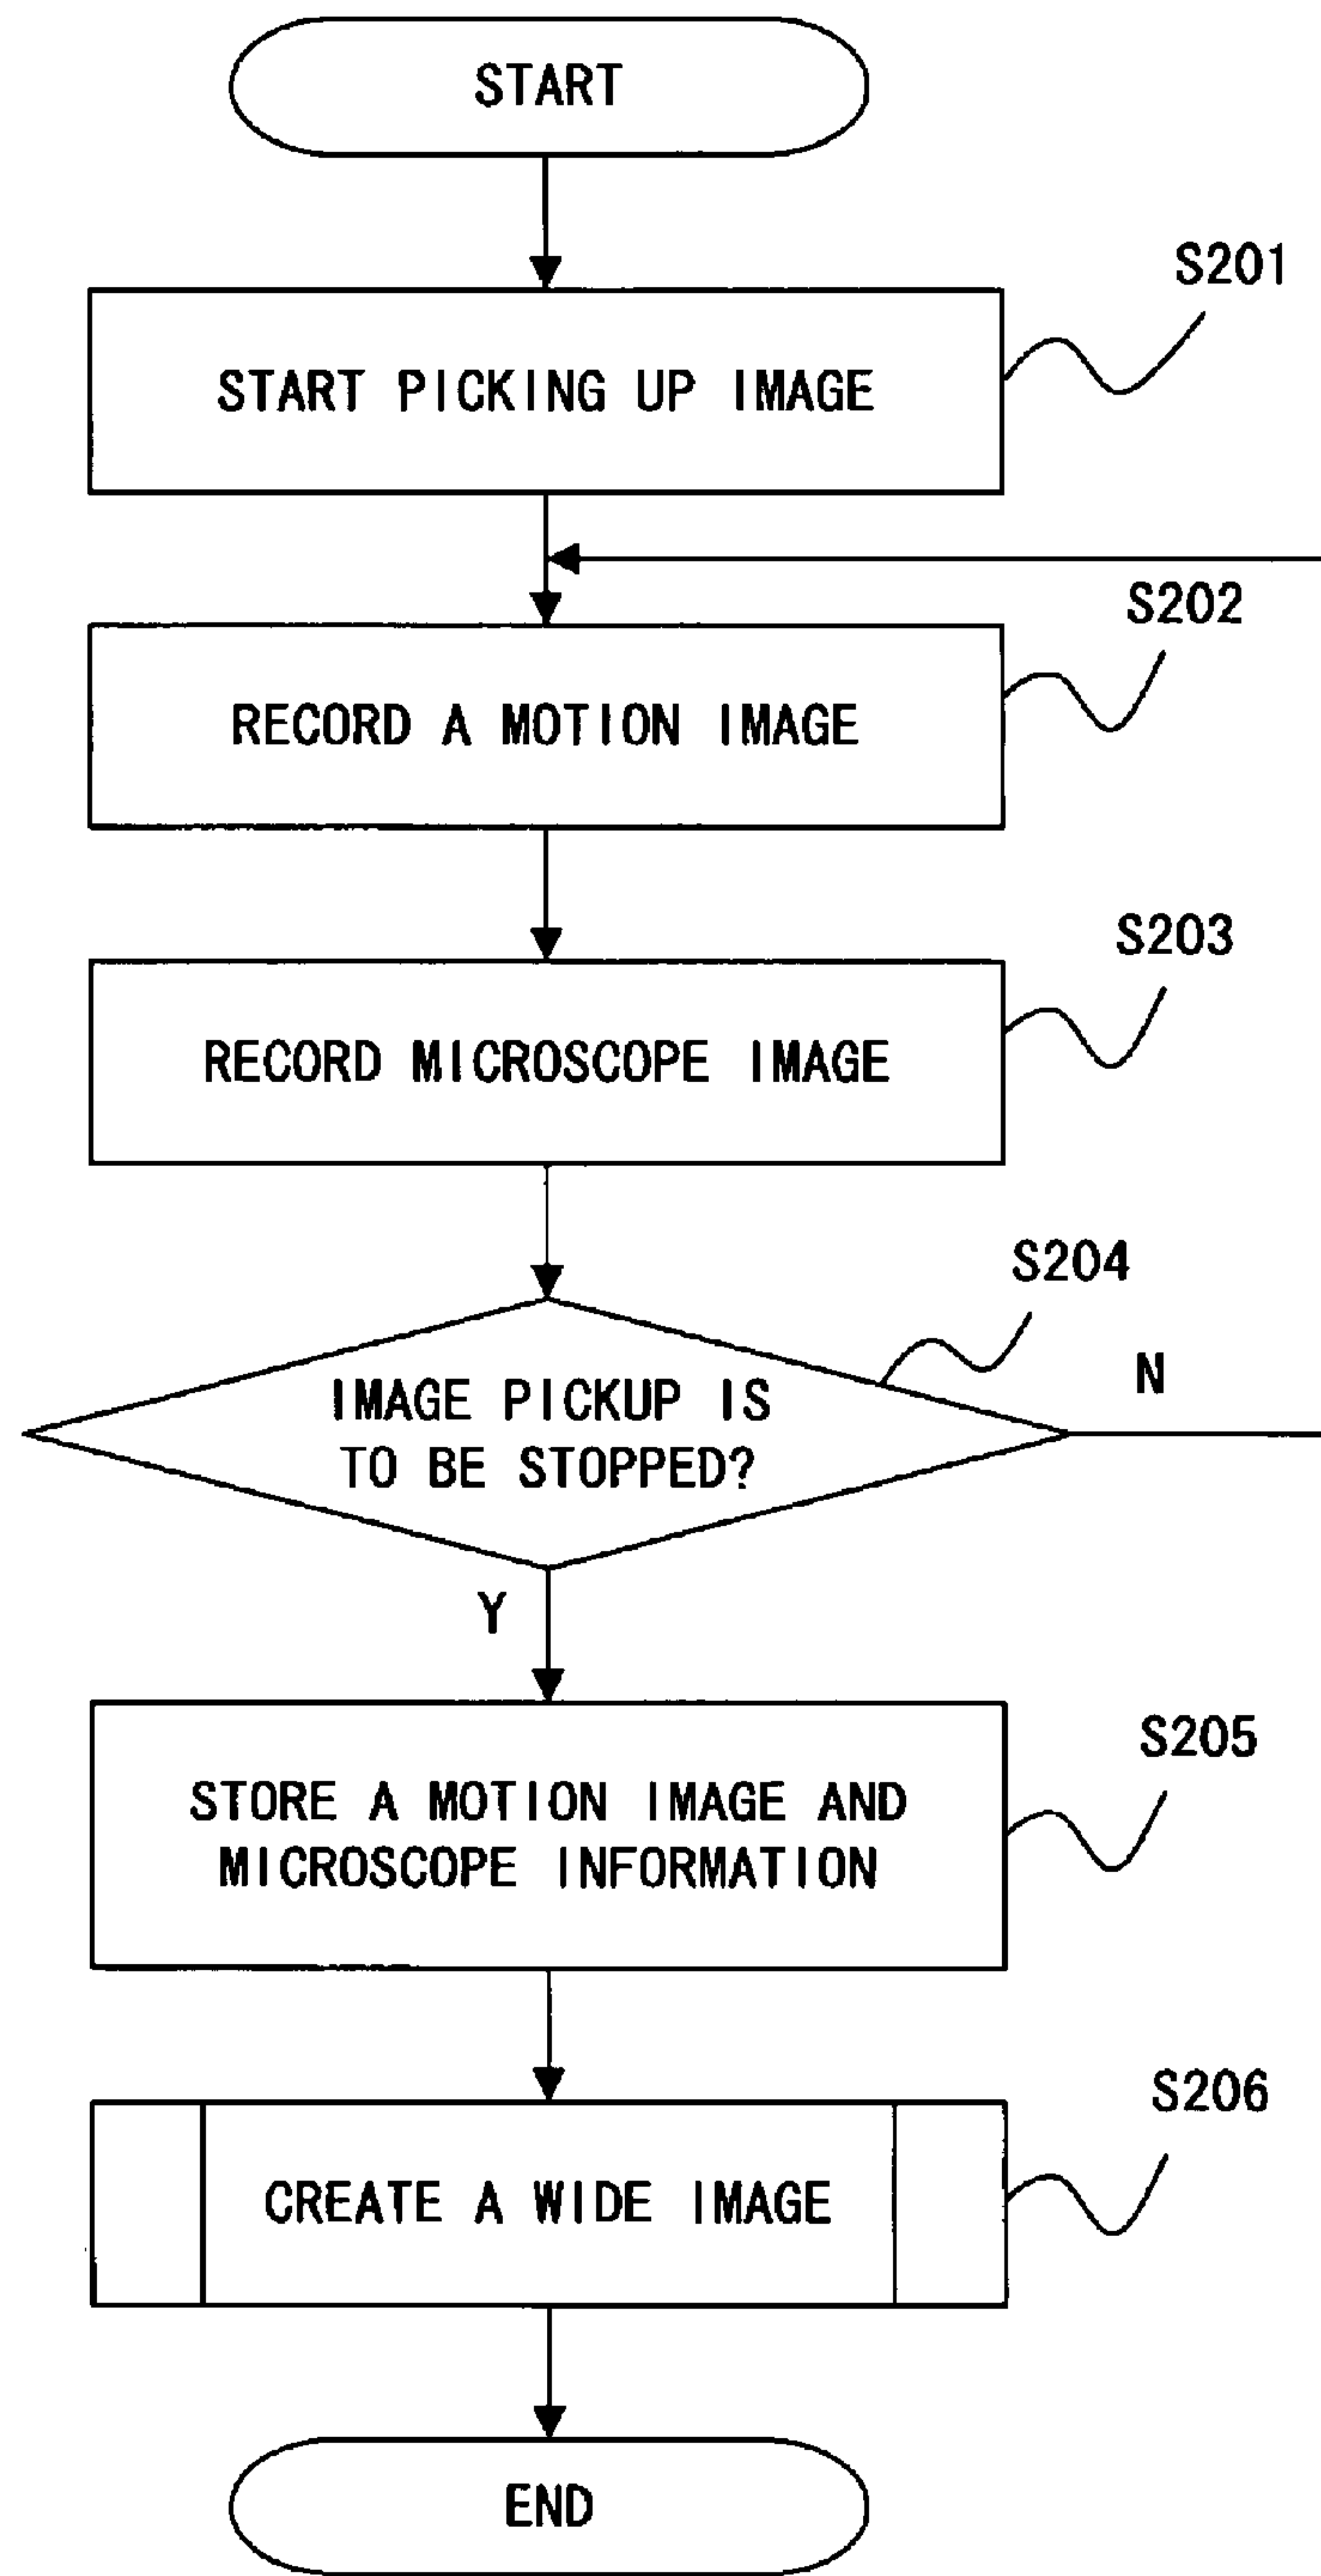 START
S201
START PICKING UP IMAGE
S202
RECORD A MOTION IMAGE
S203
RECORD MICROSCOPE IMAGE
S204
N
IMAGE PICKUP IS
TO BE STOPPED?
Y
S205
STORE A MOTION IMAGE AND
MICROSCOPE INFORMATION
S206
CREATE A WIDE IMAGE
END